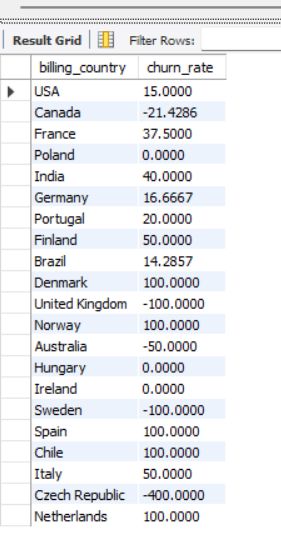 Result Grid Filter Rows:
billing_country churn_rate
USA 15.0000
Canada -21.4286
France 37.5000
Poland 0.0000
India 40.0000
Germany 16.6667
Portugal 20.0000
Finland 50.0000
Brazil 14.2857
Denmark 100.0000
United Kingdom -100.0000
Norway 100.0000
Australia -50.0000
Hungary 0.0000
Ireland 0.0000
Sweden -100.0000
Spain 100.0000
Chile 100.0000
Italy 50.0000
Czech Republic -400.0000
Netherlands 100.0000